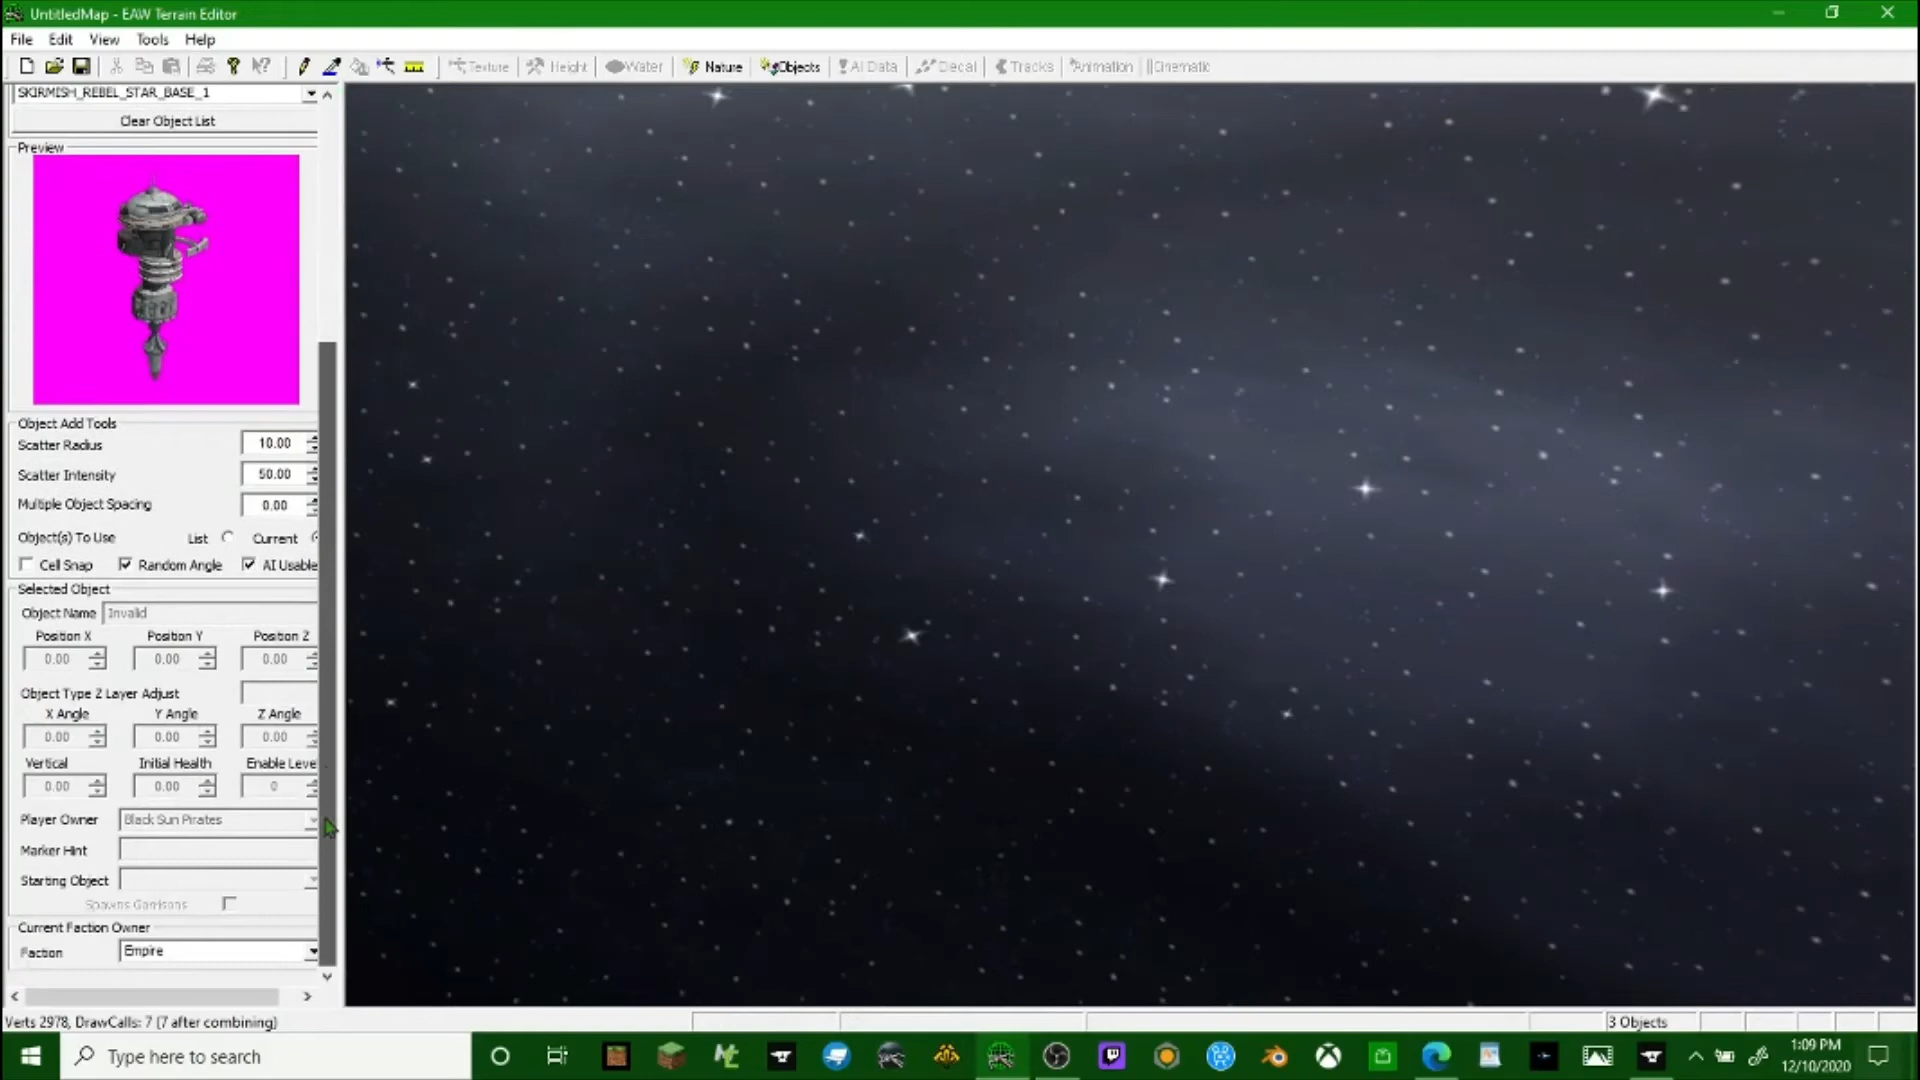 UntitledMap - EAW Terrain Editor
File Edit View Tools Help
Texture Height Water Nature Objects AI Data Decal Tracks Animation Cinematic
SKIRMISH_REBEL_STAR_BASE_1
Clear Object List
Preview
Object Add Tools
Scatter Radius 10.00
Scatter Intensity 50.00
Multiple Object Spacing 0.00
Object(s) To Use List Current
Cell Snap Random Angle AI Usable
Selected Object
Object Name Invalid
Position X Position Y Position Z
0.00 0.00 0.00
Object Type Z Layer Adjust
X Angle Y Angle Z Angle
0.00 0.00 0.00
Vertical Initial Health Enable Leve
0.00 0.00 0
Player Owner Black Sun Pirates
Marker Hint
Starting Object
Spawns Garrisons
Current Faction Owner
Faction Empire
Verts 2978, DrawCalls: 7 (7 after combining)
3 Objects
Type here to search
1:09 PM
12/10/2020